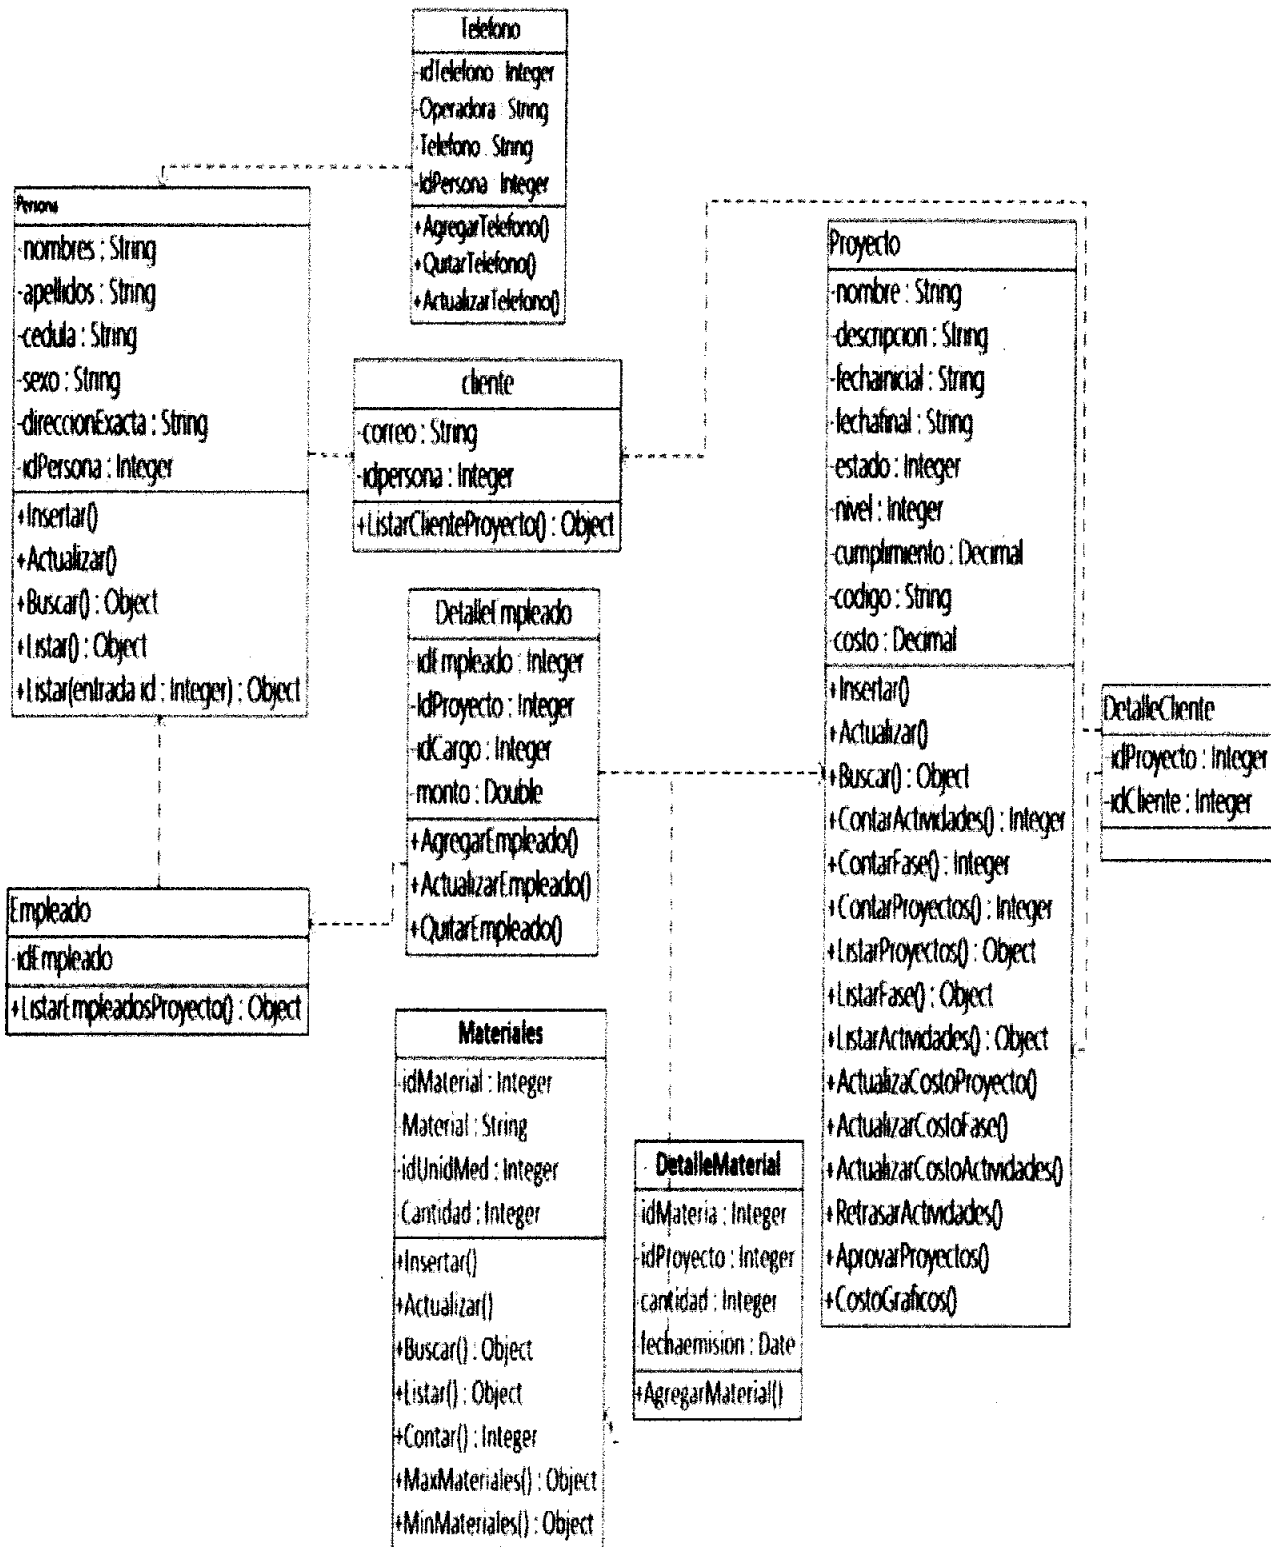 Telefono
-idTelefono : Integer
-Operadora : String
-Telefono : String
-IdPersona : Integer
+AgregarTelefono()
+QuitarTelefono()
+ActualizarTelefono()
Persona
-nombres : String
-apellidos : String
-cedula : String
-sexo : String
-direccionExacta : String
-idPersona : Integer
+Insertar()
+Actualizar()
+Buscar() : Object
+Listar() : Object
+Listar(entrada id : Integer) : Object
cliente
-correo : String
-idpersona : Integer
+ListarClienteProyecto() : Object
Proyecto
-nombre : String
-descripcion : String
-fechainicial : String
-fechafinal : String
-estado : Integer
-nivel : Integer
-cumplimiento : Decimal
-codigo : String
-costo : Decimal
+Insertar()
+Actualizar()
+Buscar() : Object
+ContarActividades() : Integer
+ContarFase() : Integer
+ContarProyectos() : Integer
+ListarProyectos() : Object
+ListarFase() : Object
+ListarActividades() : Object
+ActualizaCostoProyecto()
+ActualizarCostoFase()
+ActualizarCostoActividades()
+RetrasarActividades()
+AprovarProyectos()
+CostoGraficos()
DetalleCliente
-idProyecto : Integer
-idCliente : Integer
DetalleEmpleado
-idEmpleado : Integer
-IdProyecto : Integer
-idCargo : Integer
-monto : Double
+AgregarEmpleado()
+ActualizarEmpleado()
+QuitarEmpleado()
Empleado
-idEmpleado
+ListarEmpleadosProyecto() : Object
Materiales
-idMaterial : Integer
-Material : String
-idUnidMed : Integer
-Cantidad : Integer
+Insertar()
+Actualizar()
+Buscar() : Object
+Listar() : Object
+Contar() : Integer
+MaxMateriales() : Object
+MinMateriales() : Object
DetalleMaterial
-idMateria : Integer
-idProyecto : Integer
-cantidad : Integer
-fechaemision : Date
+AgregarMaterial()